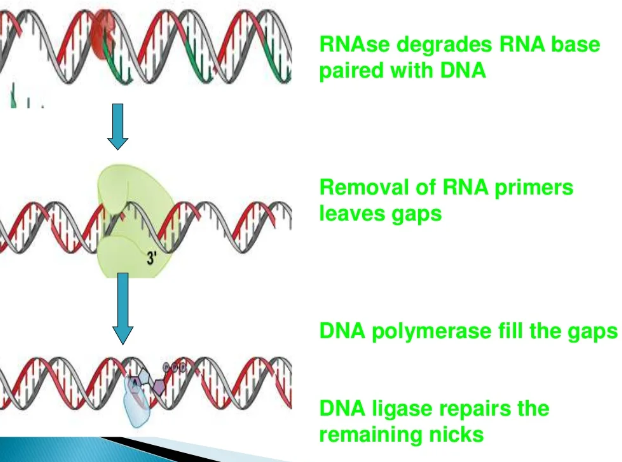 RNAse degrades RNA base
paired with DNA
Removal of RNA primers
leaves gaps
3'
DNA polymerase fill the gaps
DNA ligase repairs the
remaining nicks